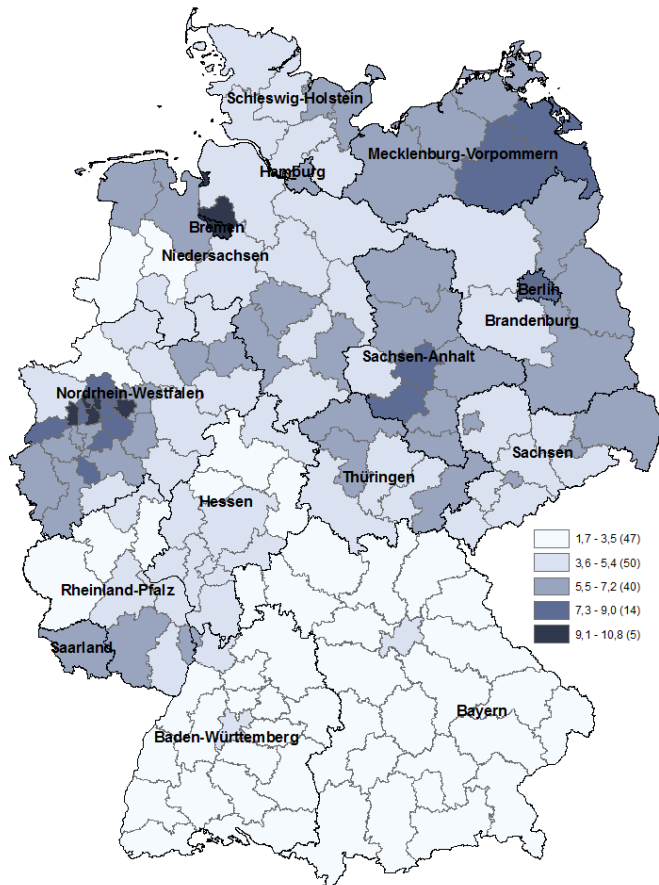 Schleswig-Holstein
Mecklenburg-Vorpommern
Hamburg
Bremen
Niedersachsen
Berlin
Brandenburg
Sachsen-Anhalt
Nordrhein-Westfalen
Sachsen
Thüringen
Hessen
1,7 - 3,5 (47)
3,6 - 5,4 (50)
5,5 - 7,2 (40)
7,3 - 9,0 (14)
9,1 - 10,8 (5)
Rheinland-Pfalz
Saarland
Bayern
Baden-Württemberg